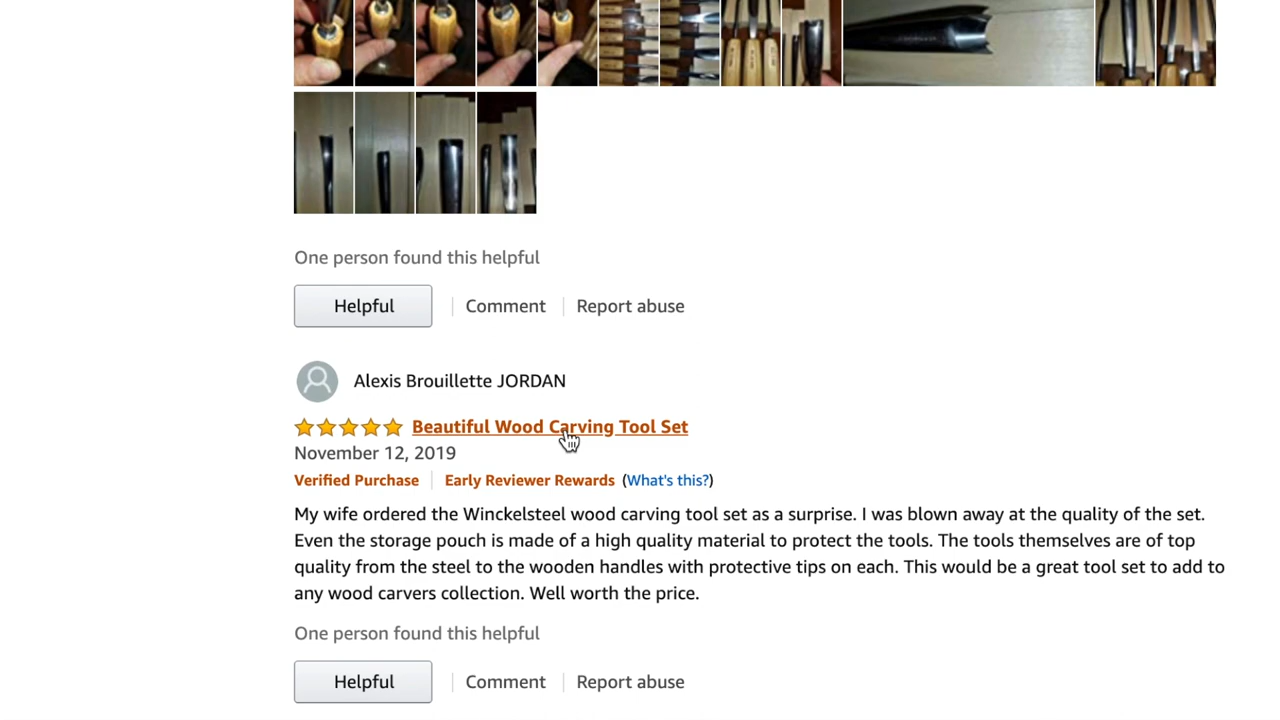 One person found this helpful
Helpful | Comment | Report abuse
Alexis Brouillette JORDAN
Beautiful Wood Carving Tool Set
November 12, 2019
Verified Purchase | Early Reviewer Rewards (What's this?)
My wife ordered the Winckelsteel wood carving tool set as a surprise. I was blown away at the quality of the set.
Even the storage pouch is made of a high quality material to protect the tools. The tools themselves are of top
quality from the steel to the wooden handles with protective tips on each. This would be a great tool set to add to
any wood carvers collection. Well worth the price.
One person found this helpful
Helpful | Comment | Report abuse